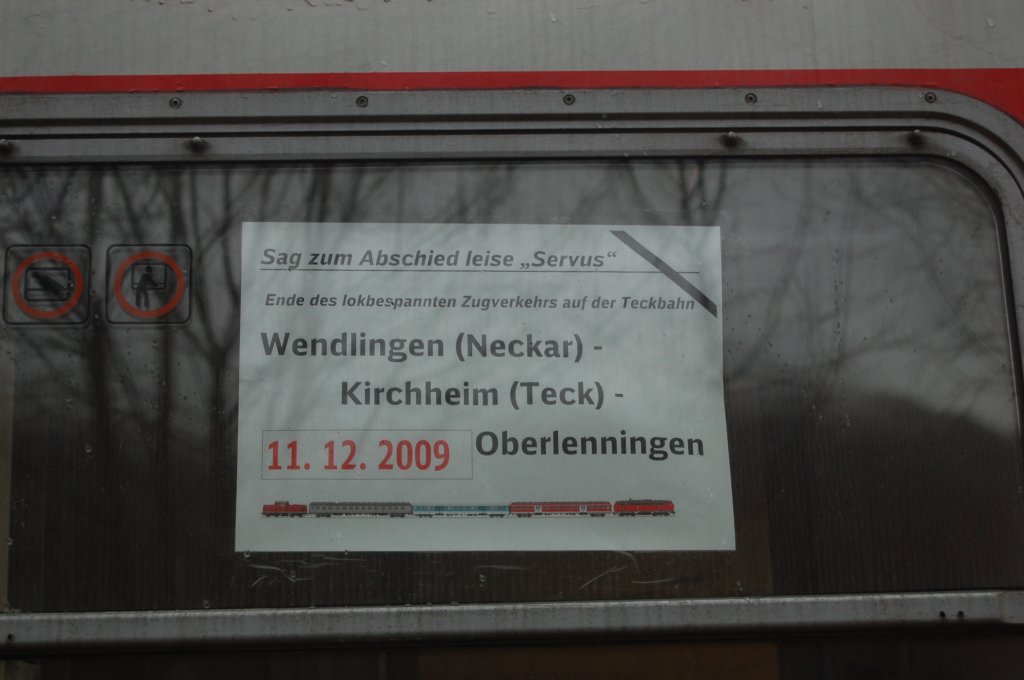 Sag zum Abschied leise „Servus“
Ende des lokbespannten Zugverkehrs auf der Teckbahn
Wendlingen (Neckar) -
Kirchheim (Teck) -
Oberlenningen
11. 12. 2009